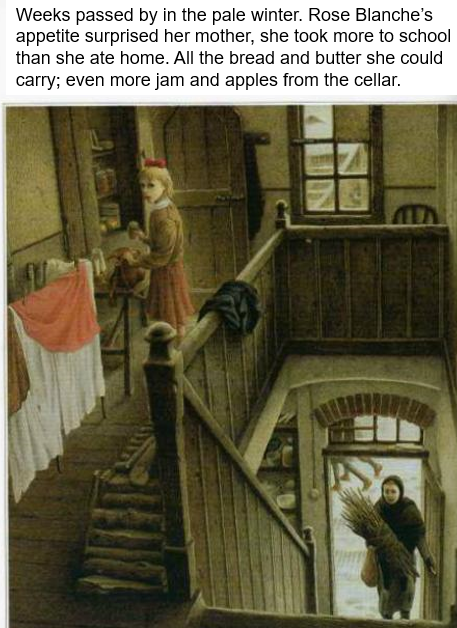 Weeks passed by in the pale winter. Rose Blanche’s
appetite surprised her mother, she took more to school
than she ate home. All the bread and butter she could
carry; even more jam and apples from the cellar.